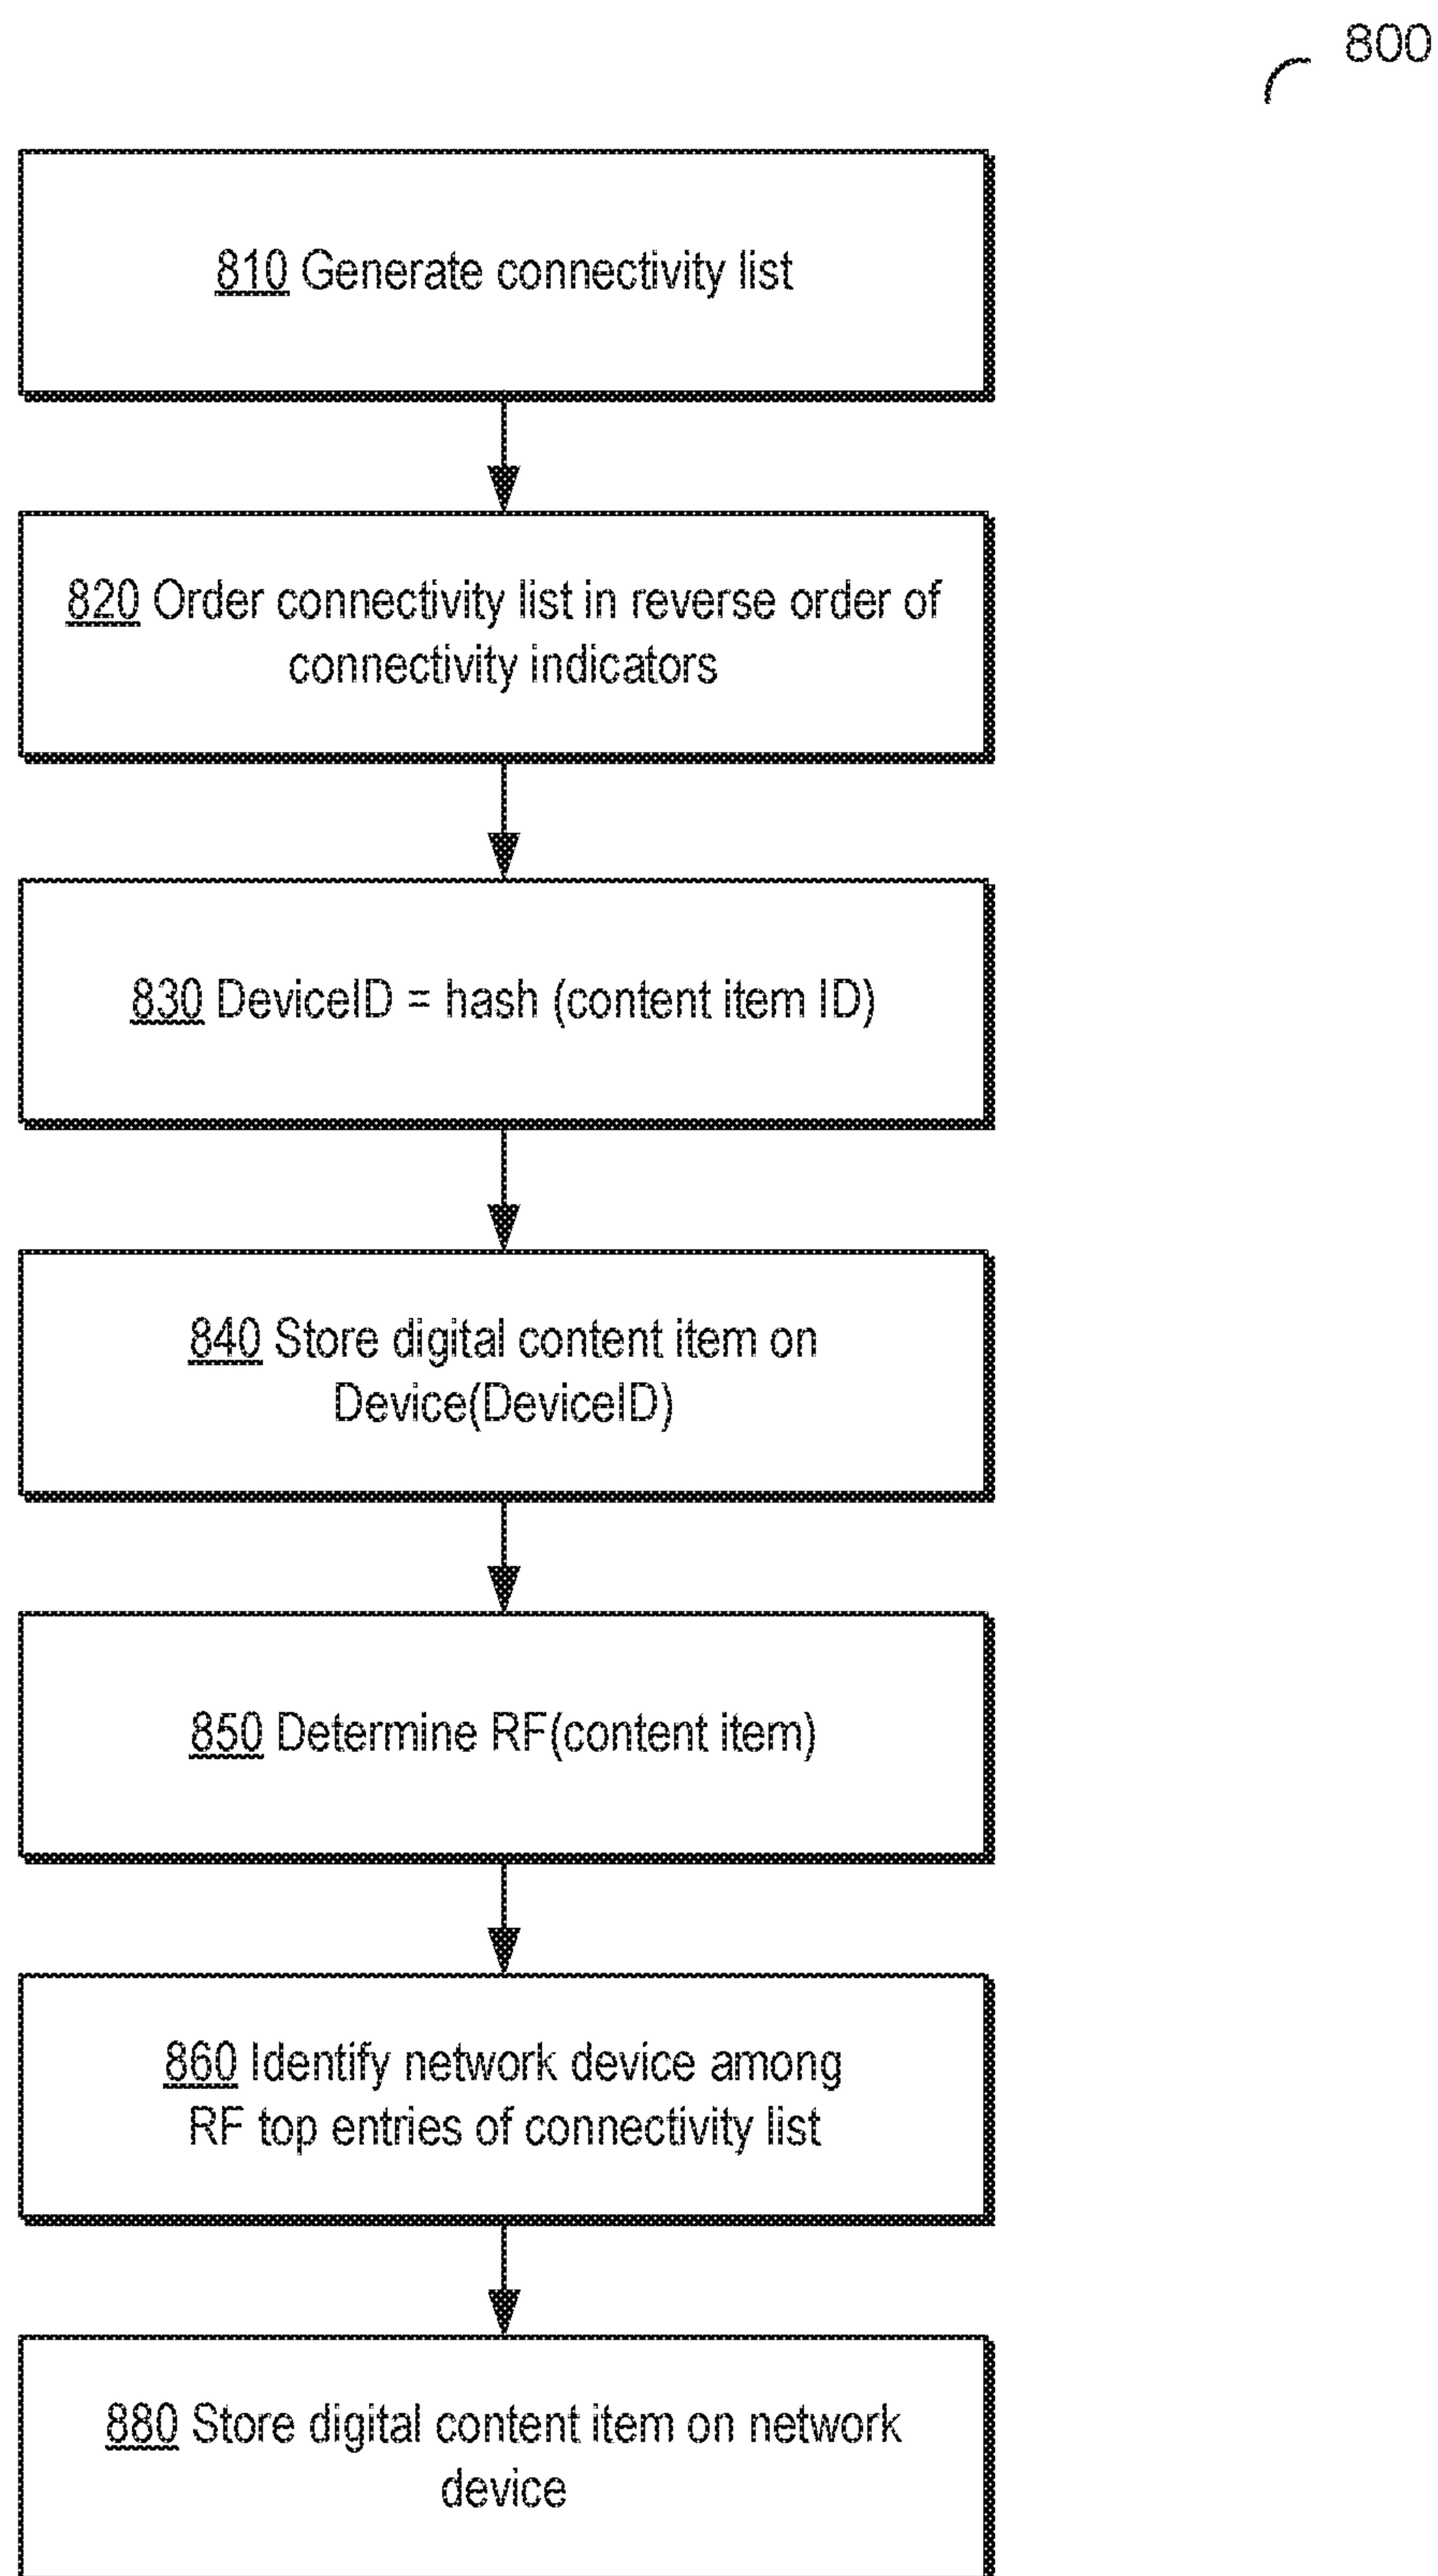 800
810 Generate connectivity list
820 Order connectivity list in reverse order of
connectivity indicators
830 DeviceID = hash (content item ID)
840 Store digital content item on
Device(DeviceID)
850 Determine RF(content item)
860 Identify network device among
RF top entries of connectivity list
880 Store digital content item on network
device